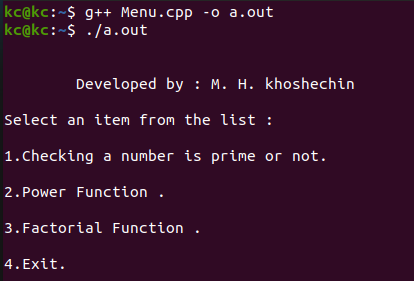 kc@kc:~$ g++ Menu.cpp -o a.out
kc@kc:~$ ./a.out
Developed by : M. H. khoshechin
Select an item from the list :
1.Checking a number is prime or not.
2.Power Function .
3.Factorial Function .
4.Exit.